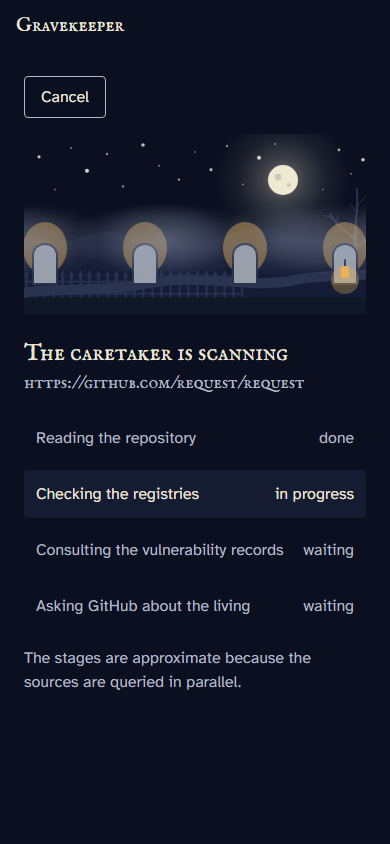 Gravekeeper
Cancel
The caretaker is scanning
https://github.com/request/request
Reading the repository done
Checking the registries in progress
Consulting the vulnerability records waiting
Asking GitHub about the living waiting
The stages are approximate because the
sources are queried in parallel.